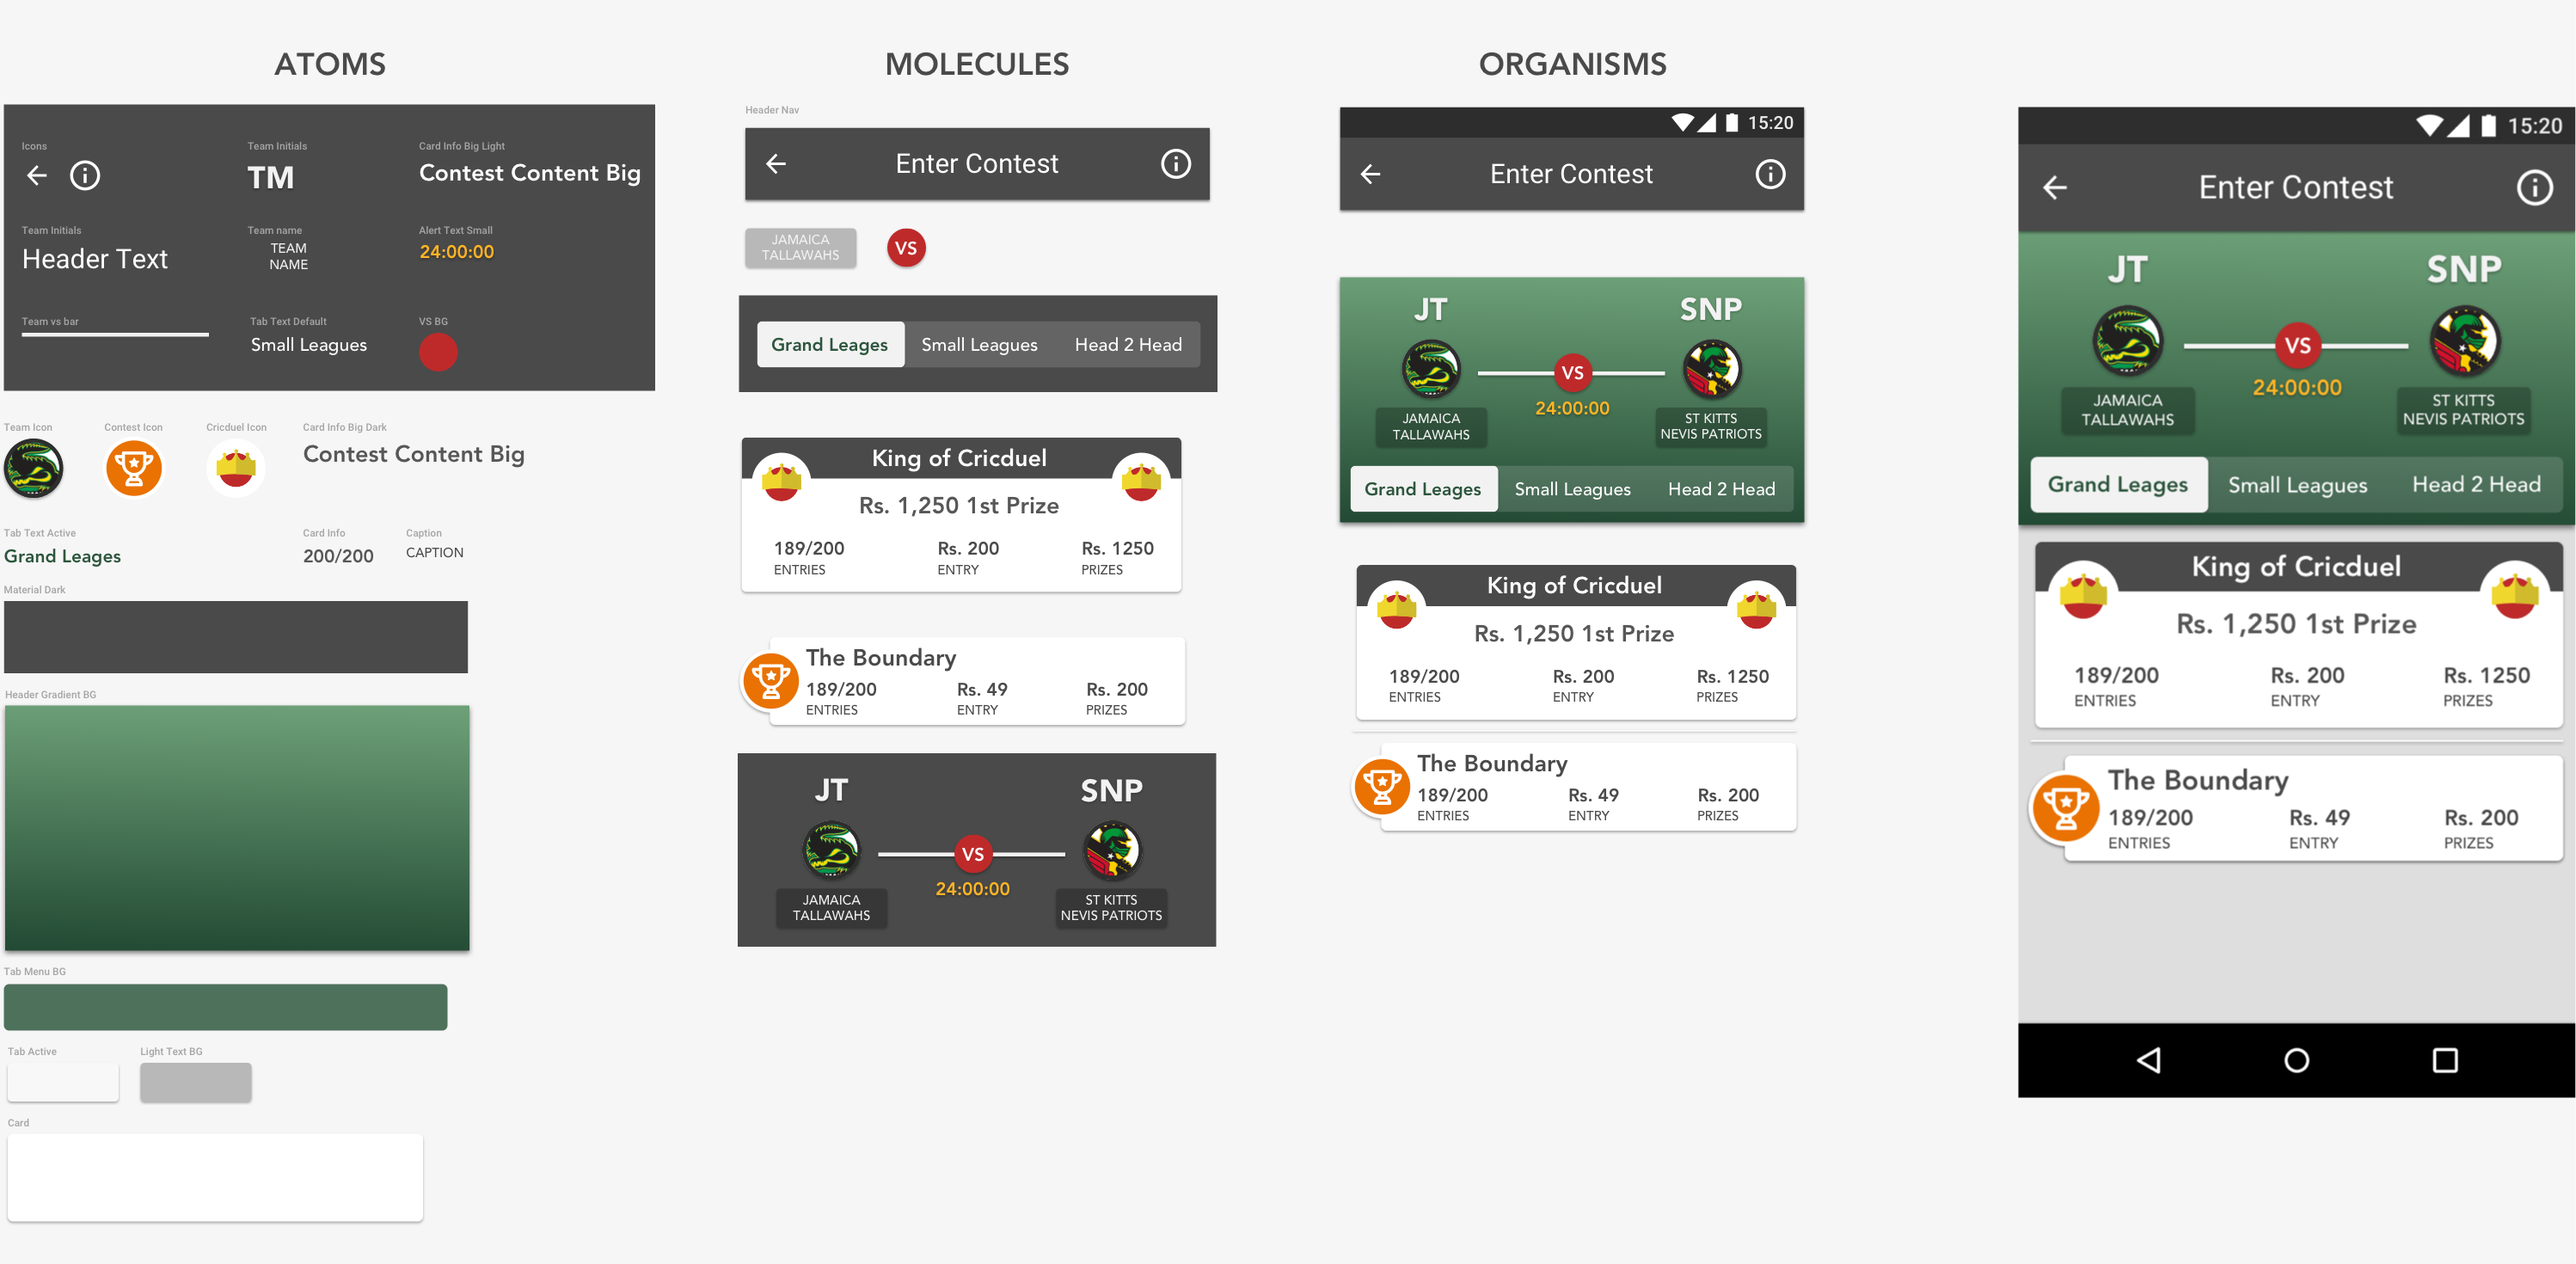 ATOMS
Icons
Team Initials
TM
Card Info Big Light
Contest Content Big
Team Initials
Header Text
Team name
TEAM
NAME
Alert Text Small
24:00:00
Team vs bar
Tab Text Default
Small Leagues
VS BG
Team Icon
Contest Icon
Cricduel Icon
Card Info Big Dark
Contest Content Big
Tab Text Active
Grand Leages
Card Info
200/200
Caption
CAPTION
Material Dark
Header Gradient BG
Tab Menu BG
Tab Active
Light Text BG
Card
MOLECULES
Header Nav
Enter Contest
JAMAICA
TALLAWAHS
VS
Grand Leages
Small Leagues
Head 2 Head
King of Cricduel
Rs. 1,250 1st Prize
189/200
ENTRIES
Rs. 200
ENTRY
Rs. 1250
PRIZES
The Boundary
189/200
ENTRIES
Rs. 49
ENTRY
Rs. 200
PRIZES
JT
SNP
VS
24:00:00
JAMAICA
TALLAWAHS
ST KITTS
NEVIS PATRIOTS
ORGANISMS
15:20
Enter Contest
JT
SNP
VS
24:00:00
JAMAICA
TALLAWAHS
ST KITTS
NEVIS PATRIOTS
Grand Leages
Small Leagues
Head 2 Head
King of Cricduel
Rs. 1,250 1st Prize
189/200
ENTRIES
Rs. 200
ENTRY
Rs. 1250
PRIZES
The Boundary
189/200
ENTRIES
Rs. 49
ENTRY
Rs. 200
PRIZES
15:20
Enter Contest
JT
SNP
VS
24:00:00
JAMAICA
TALLAWAHS
ST KITTS
NEVIS PATRIOTS
Grand Leages
Small Leagues
Head 2 Head
King of Cricduel
Rs. 1,250 1st Prize
189/200
ENTRIES
Rs. 200
ENTRY
Rs. 1250
PRIZES
The Boundary
189/200
ENTRIES
Rs. 49
ENTRY
Rs. 200
PRIZES